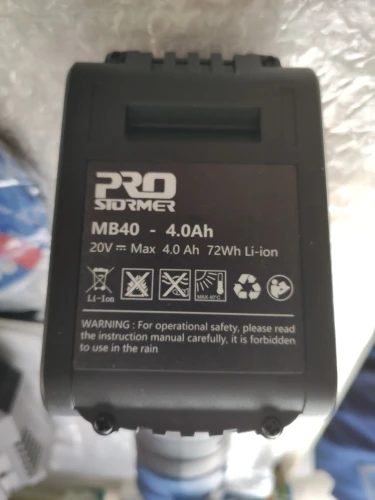 PRO
STORMER
MB40 - 4.0Ah
20V ⎓ Max 4.0 Ah 72Wh Li-ion
Li-Ion
MAX 40°C
WARNING : For operational safety, please read
the instruction manual carefully, it is forbidden
to use in the rain